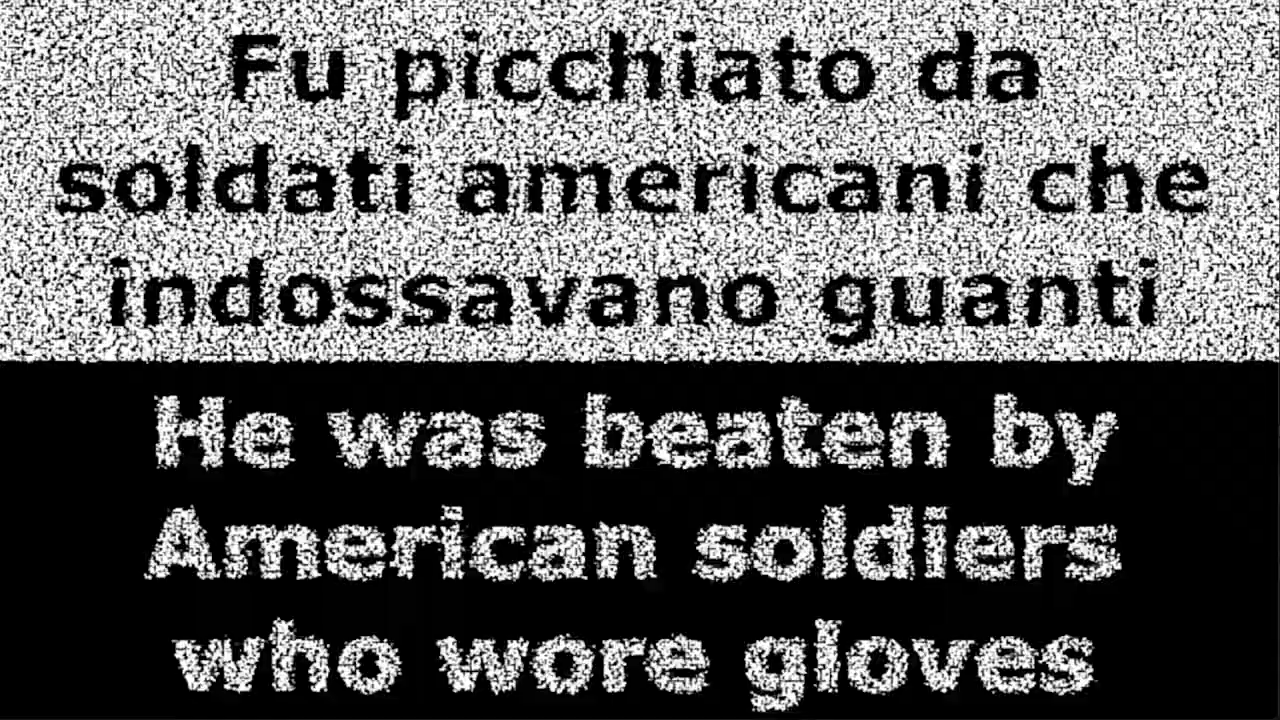 Fu picchiato da
soldati americani che
indossavano guanti
He was beaten by
American soldiers
who wore gloves